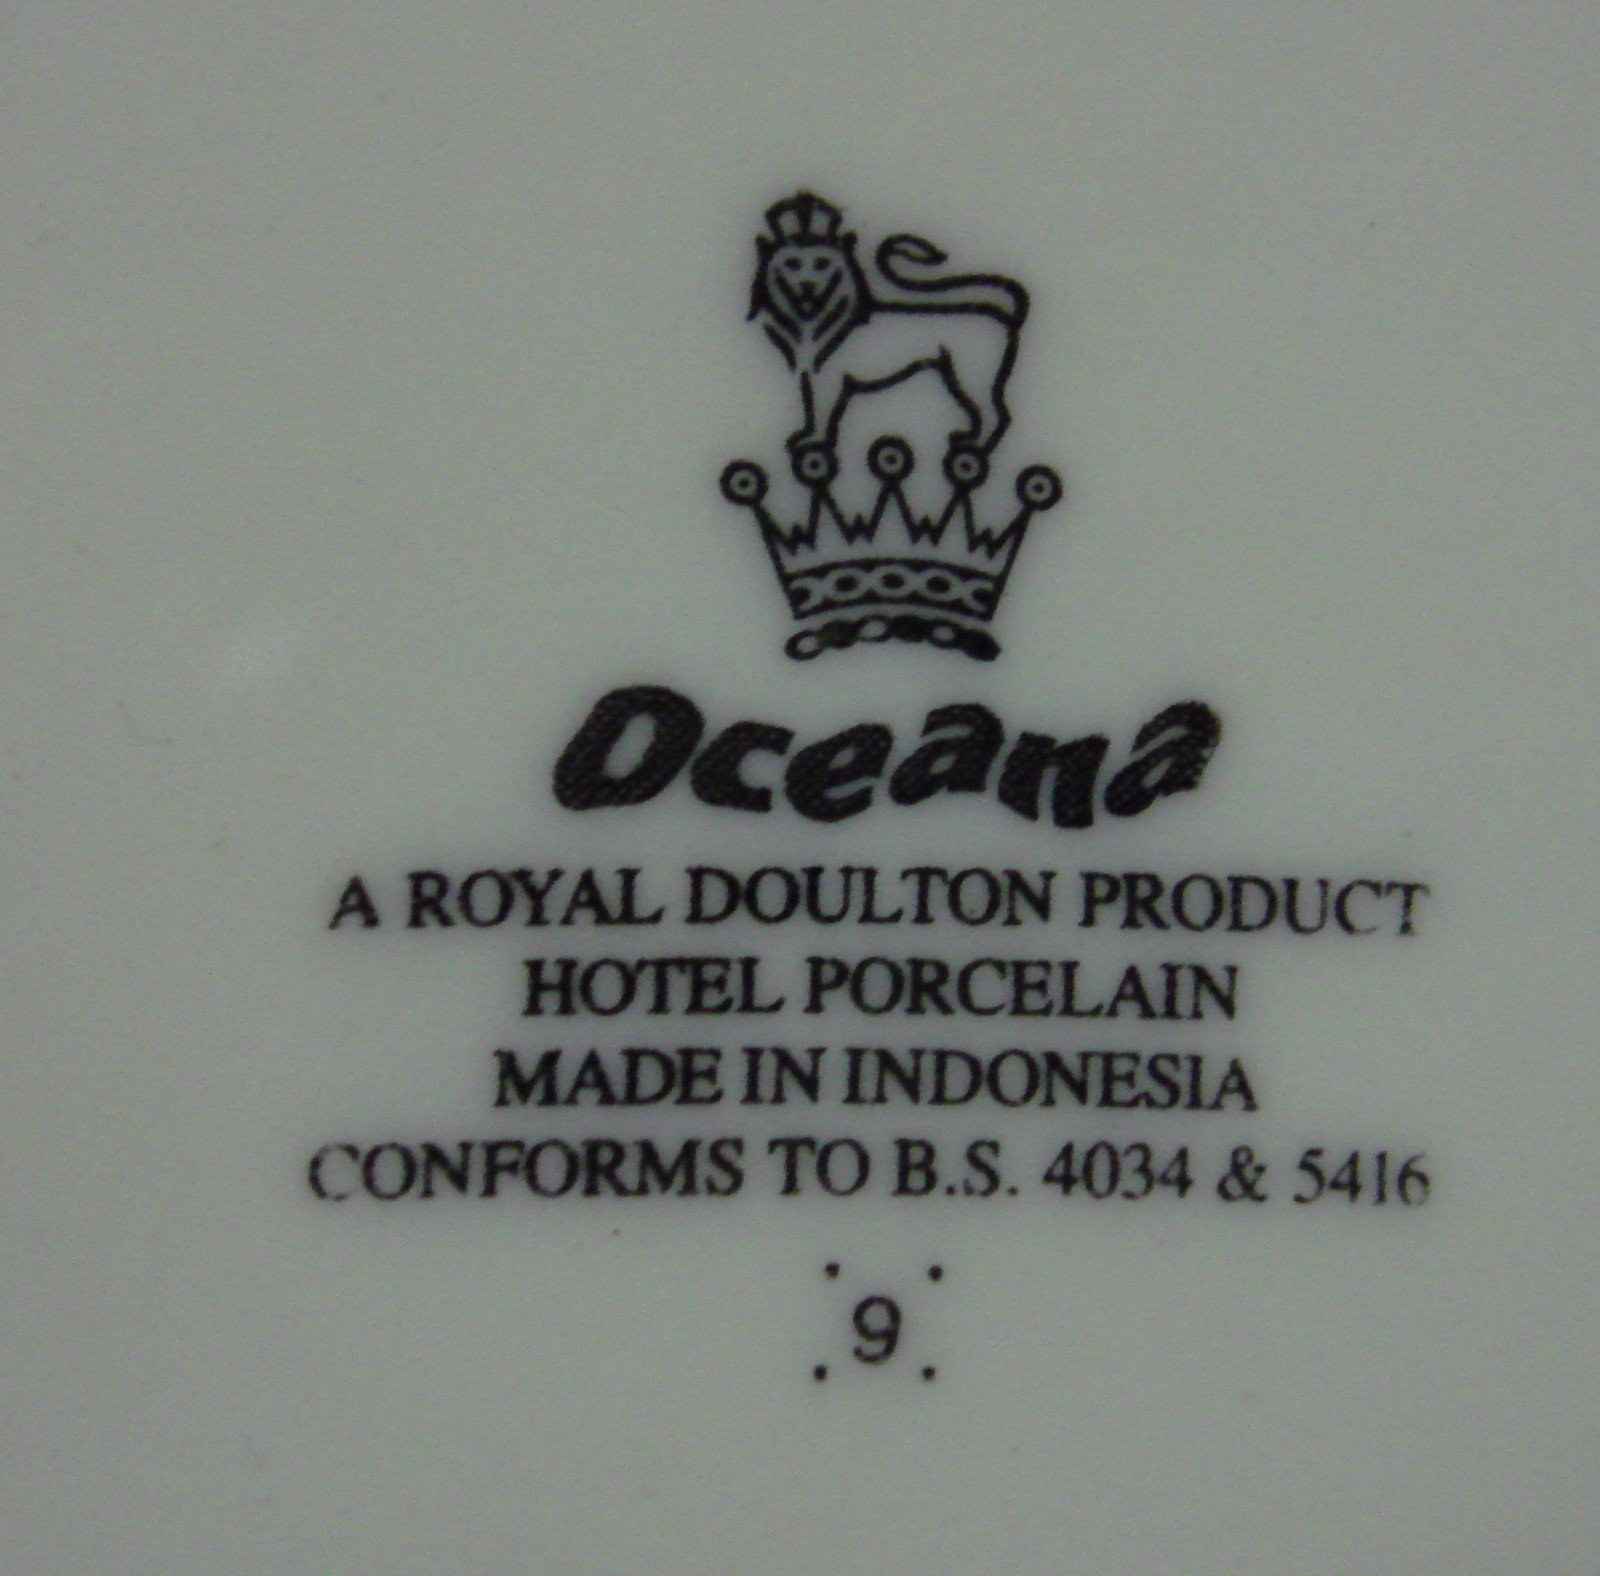 Oceana
A ROYAL DOULTON PRODUCT
HOTEL PORCELAIN
MADE IN INDONESIA
CONFORMS TO B.S. 4034 & 5416
9